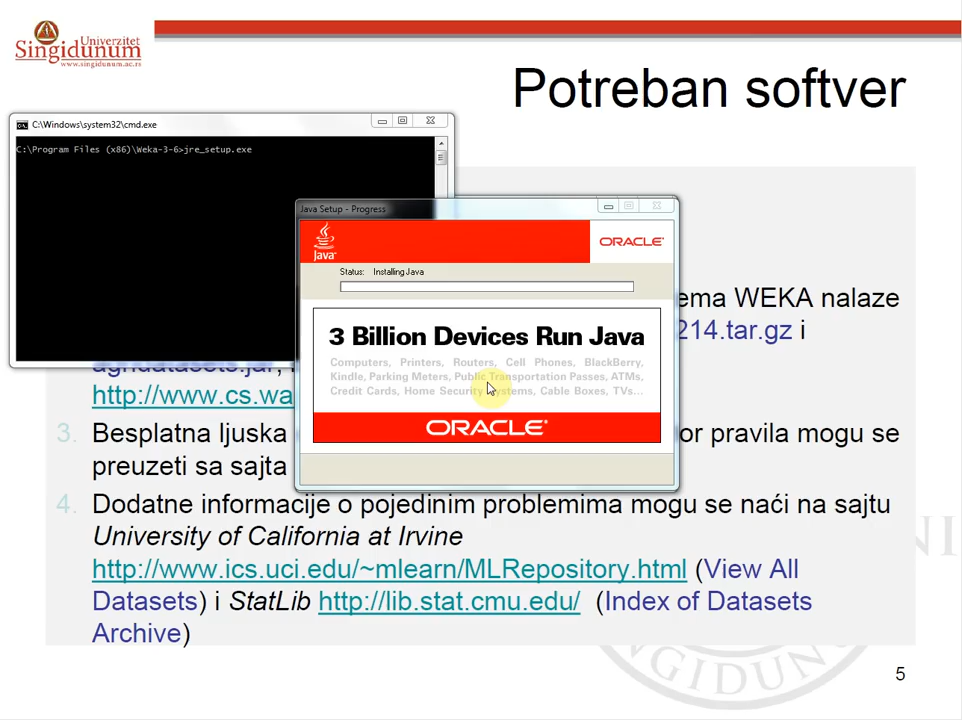 Univerzitet
Singidunum
www.singidunum.ac.rs
Potreban softver
C:\Windows\system32\cmd.exe
C:\Program Files (x86)\Weka-3-6>jre_setup.exe
Java Setup - Progress
Java
ORACLE
Status: Installing Java
3 Billion Devices Run Java
Computers, Printers, Routers, Cell Phones, BlackBerry,
Kindle, Parking Meters, Public Transportation Passes, ATMs,
Credit Cards, Home Security Systems, Cable Boxes, TVs...
ORACLE
ema WEKA nalaze
214.tar.gz i
agridatasets.jar,
http://www.cs.wa
3. Besplatna ljuska or pravila mogu se
preuzeti sa sajta
4. Dodatne informacije o pojedinim problemima mogu se naći na sajtu
University of California at Irvine
http://www.ics.uci.edu/~mlearn/MLRepository.html (View All
Datasets) i StatLib http://lib.stat.cmu.edu/ (Index of Datasets
Archive)
5